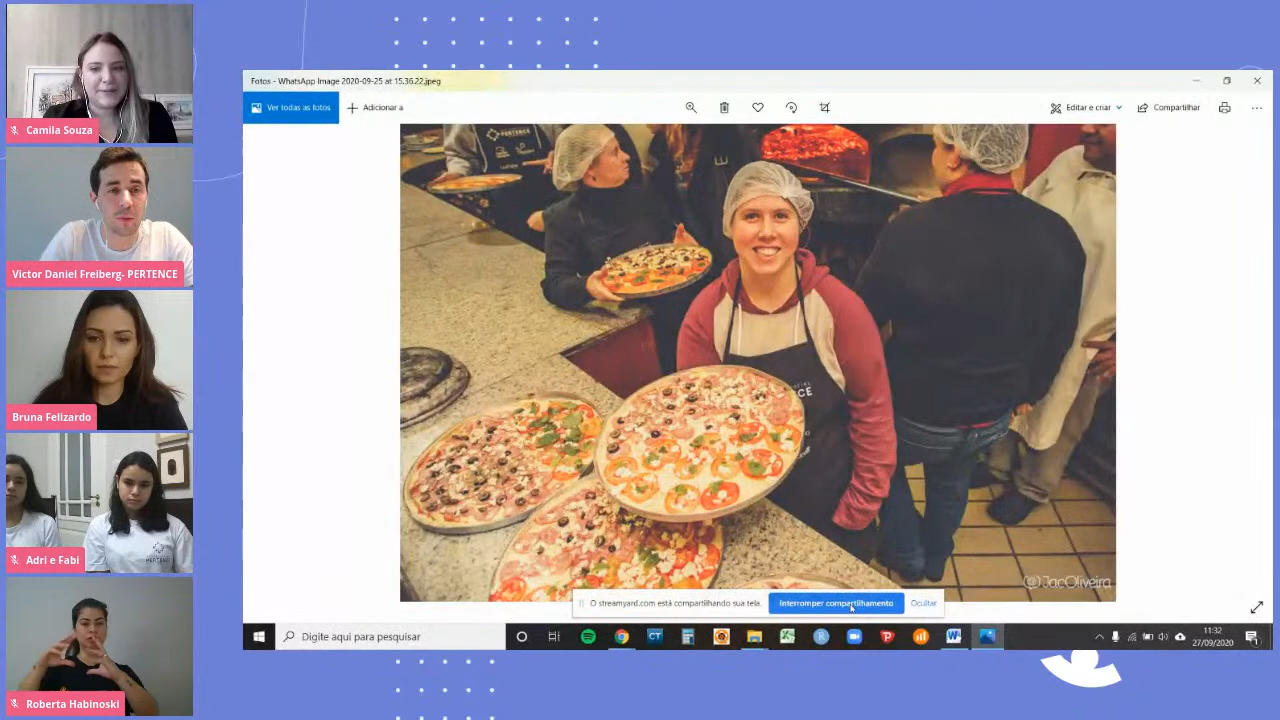 Camila Souza
Victor Daniel Freiberg- PERTENCE
Bruna Felizardo
Adri e Fabi
PERTENCE
Roberta Habinoski
Fotos - WhatsApp Image 2020-09-25 at 15.36.22.jpeg
Ver todas as fotos
Adicionar a
Editar e criar
Compartilhar
PERTENCE
@JacOliveira
O streamyard.com está compartilhando sua tela.
Interromper compartilhamento
Ocultar
Digite aqui para pesquisar
CT
11:32
27/09/2020